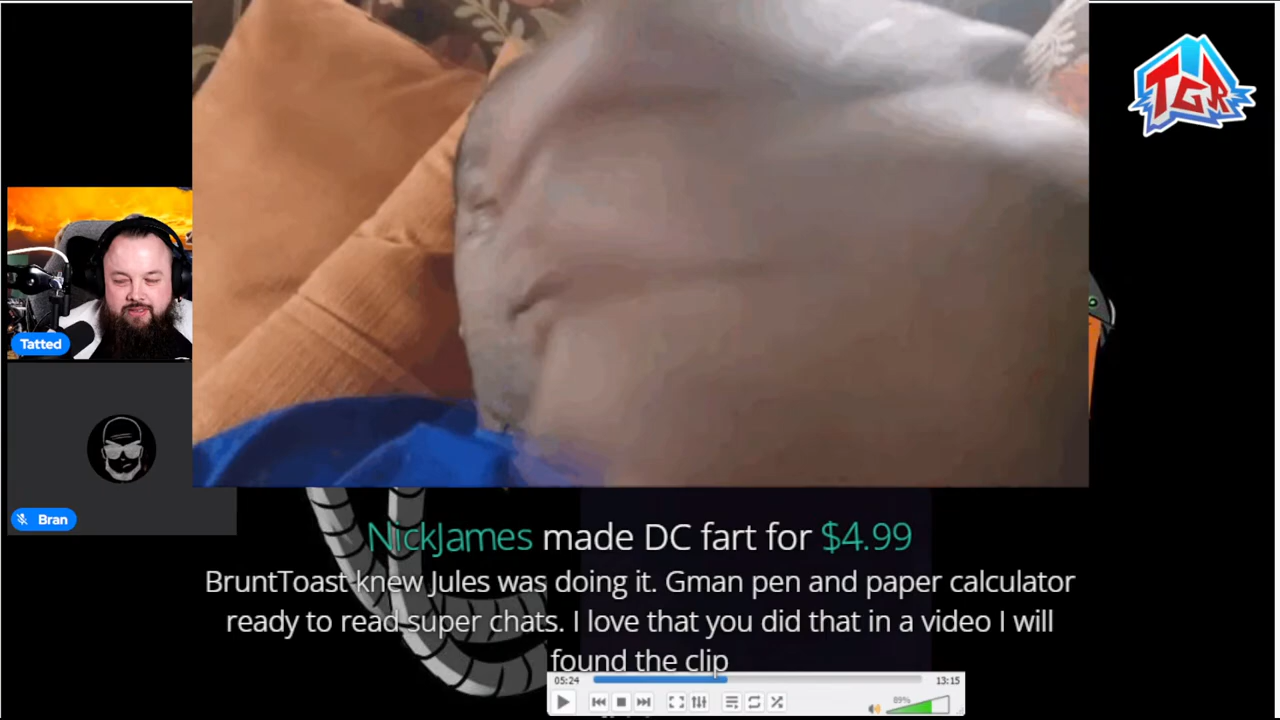 TGR
Tatted
Bran
NickJames made DC fart for $4.99
BruntToast knew Jules was doing it. Gman pen and paper calculator
ready to read super chats. I love that you did that in a video I will
found the clip
05:24
13:15
89%